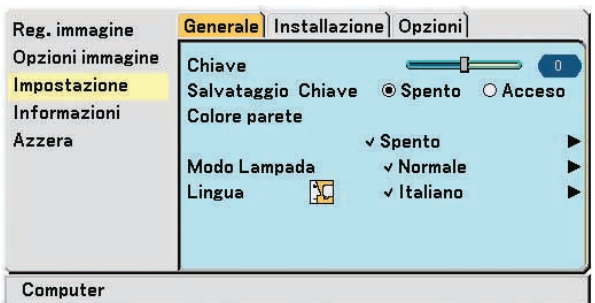 Reg. immagine
Opzioni immagine
Impostazione
Informazioni
Azzera
Generale Installazione Opzioni
Chiave 0
Salvataggio Chiave Spento Acceso
Colore parete
✓ Spento
Modo Lampada ✓ Normale
Lingua ✓ Italiano
Computer